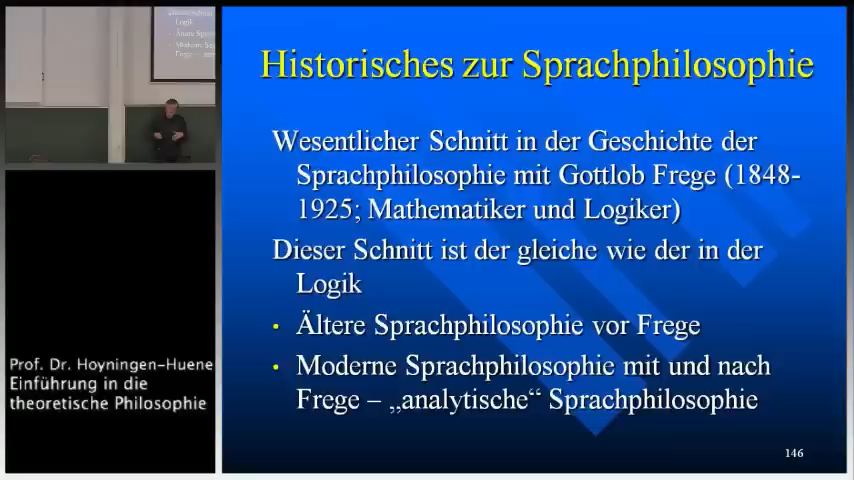 Logik
Historisches zur Sprachphilosophie
Wesentlicher Schnitt in der Geschichte der
Sprachphilosophie mit Gottlob Frege (1848-
1925; Mathematiker und Logiker)
Dieser Schnitt ist der gleiche wie der in der
Logik
• Ältere Sprachphilosophie vor Frege
• Moderne Sprachphilosophie mit und nach
Frege – „analytische“ Sprachphilosophie
146
Prof. Dr. Hoyningen-Huene
Einführung in die
theoretische Philosophie